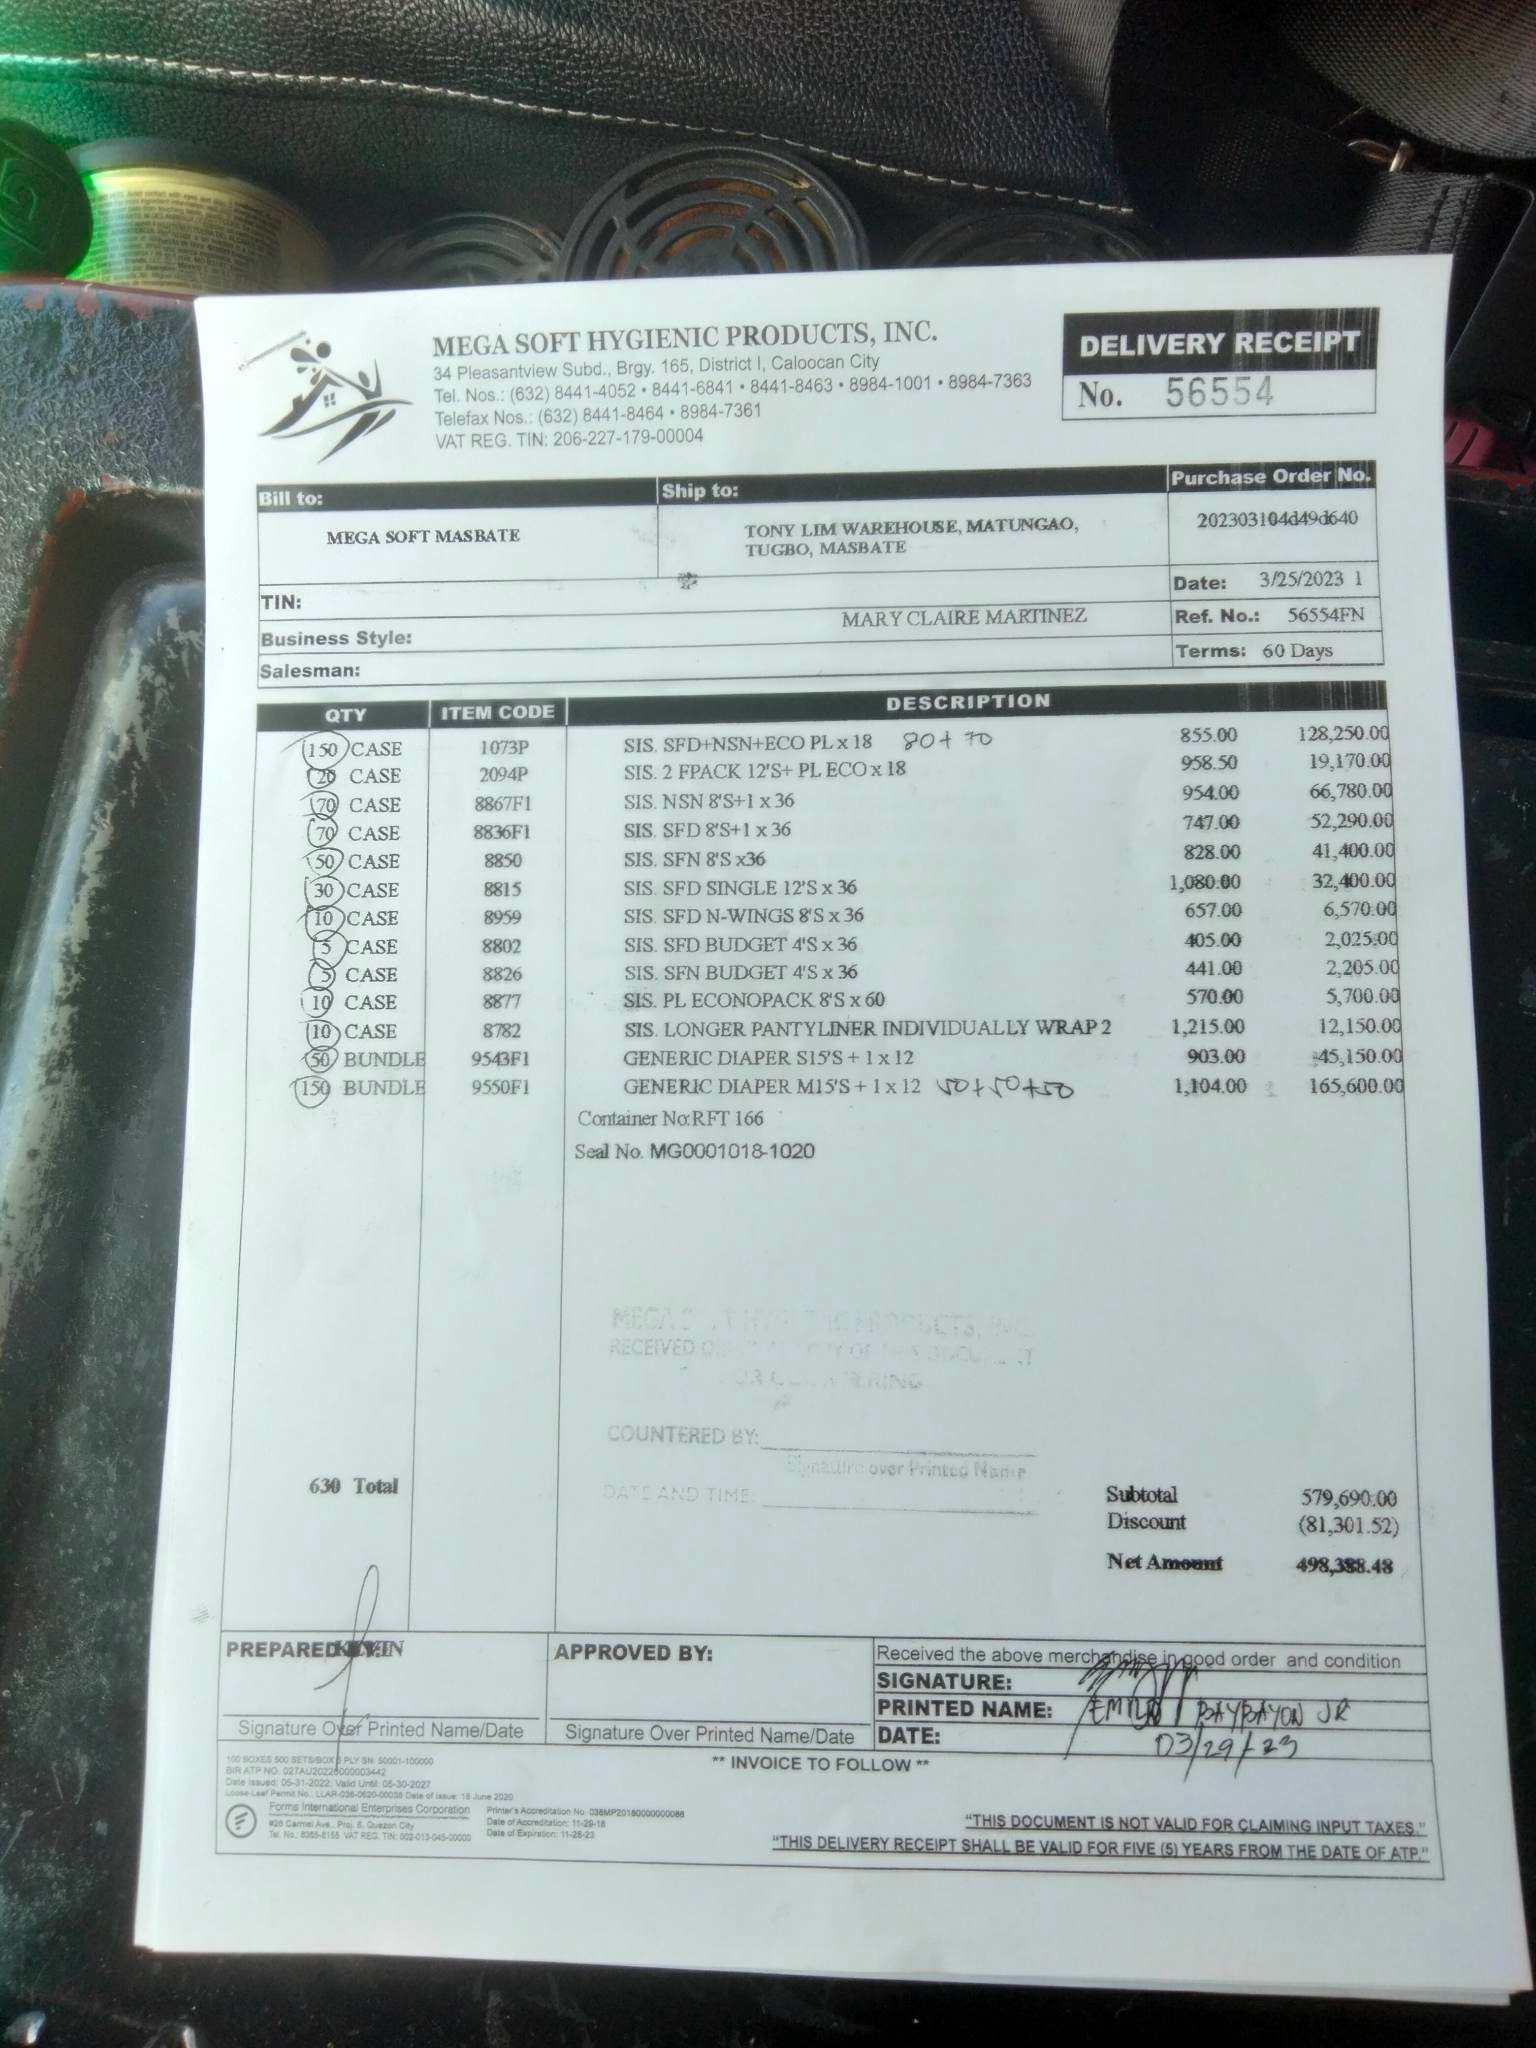 MEGA SOFT HYGIENIC PRODUCTS, INC.
34 Pleasantview Subd., Brgy. 165, District I, Caloocan City
Tel. Nos.: (632) 8441-4052 • 8441-6841 • 8441-8463 • 8984-1001 • 8984-7363
Telefax Nos.: (632) 8441-8464 • 8984-7361
VAT REG. TIN: 206-227-179-00004
DELIVERY RECEIPT
No. 56554
Bill to: Ship to: Purchase Order No.
MEGA SOFT MASBATE
TONY LIM WAREHOUSE, MATUNGAO,
TUGBO, MASBATE
202303104d49d640
TIN: Date: 3/25/2023 1
Business Style: MARY CLAIRE MARTINEZ Ref. No.: 56554FN
Salesman: Terms: 60 Days
QTY ITEM CODE DESCRIPTION
150 CASE 1073P SIS. SFD+NSN+ECO PL x 18 80+70 855.00 128,250.00
20 CASE 2094P SIS. 2 FPACK 12'S+ PL ECO x 18 958.50 19,170.00
70 CASE 8867F1 SIS. NSN 8'S+1 x 36 954.00 66,780.00
70 CASE 8836F1 SIS. SFD 8'S+1 x 36 747.00 52,290.00
50 CASE 8850 SIS. SFN 8'S x36 828.00 41,400.00
30 CASE 8815 SIS. SFD SINGLE 12'S x 36 1,080.00 32,400.00
10 CASE 8959 SIS. SFD N-WINGS 8'S x 36 657.00 6,570.00
5 CASE 8802 SIS. SFD BUDGET 4'S x 36 405.00 2,025.00
5 CASE 8826 SIS. SFN BUDGET 4'S x 36 441.00 2,205.00
10 CASE 8877 SIS. PL ECONOPACK 8'S x 60 570.00 5,700.00
10 CASE 8782 SIS. LONGER PANTYLINER INDIVIDUALLY WRAP 2 1,215.00 12,150.00
50 BUNDLE 9543F1 GENERIC DIAPER S15'S + 1 x 12 903.00 45,150.00
150 BUNDLE 9550F1 GENERIC DIAPER M15'S + 1 x 12 50+50+50 1,104.00 165,600.00
Container No:RFT 166
Seal No. MG0001018-1020
COUNTERED BY:
Signature over Printed Name
DATE AND TIME:
630 Total
Subtotal 579,690.00
Discount (81,301.52)
Net Amount 498,388.48
PREPARED BY: KEVIN
APPROVED BY:
Received the above merchandise in good order and condition
SIGNATURE:
PRINTED NAME: BAYBAYON JR
DATE: 03/29/23
Signature Over Printed Name/Date Signature Over Printed Name/Date
** INVOICE TO FOLLOW **
100 BOXES 500 SETS/BOX PLY SN: 50001-100000
BIR ATP NO. 027AU20220000003442
Date Issued: 05-31-2022; Valid Until: 05-30-2027
Loose-Leaf Permit No.: LLAR-038-0620-00038 Date of Issue: 18 June 2020
Forms International Enterprises Corporation
#26 Carmel Ave., Proj. 6, Quezon City
Tel. No.: 8365-8155 VAT REG. TIN: 002-013-045-00000
Printer's Accreditation No. 038MP20180000000088
Date of Accreditation: 11-29-18
Date of Expiration: 11-28-23
"THIS DOCUMENT IS NOT VALID FOR CLAIMING INPUT TAXES."
"THIS DELIVERY RECEIPT SHALL BE VALID FOR FIVE (5) YEARS FROM THE DATE OF ATP."